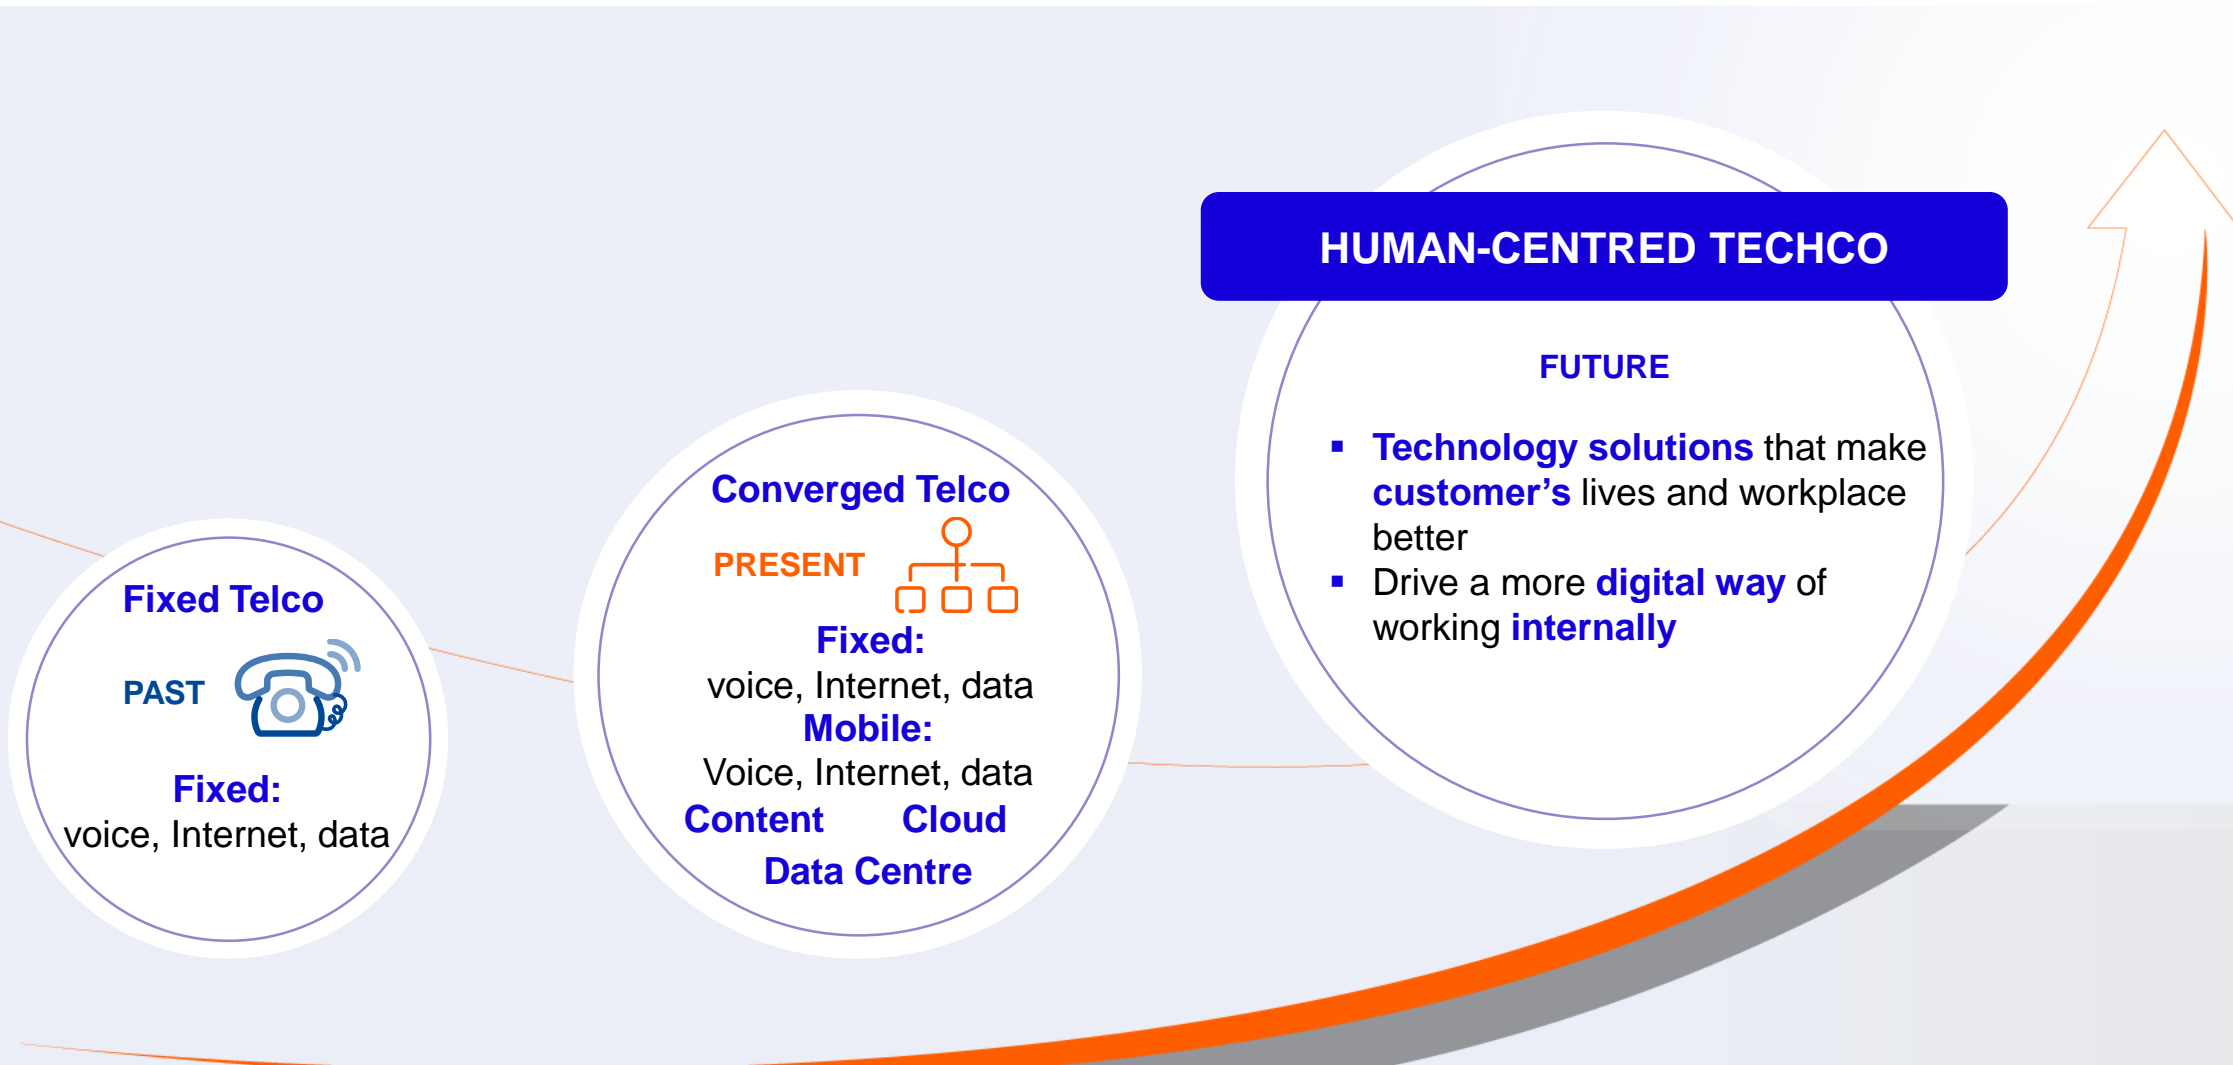 Fixed Telco
PAST
Fixed:
voice, Internet, data
Converged Telco
PRESENT
Fixed:
voice, Internet, data
Mobile:
Voice, Internet, data
Content Cloud
Data Centre
HUMAN-CENTRED TECHCO
FUTURE
▪ Technology solutions that make
customer’s lives and workplace
better
▪ Drive a more digital way of
working internally